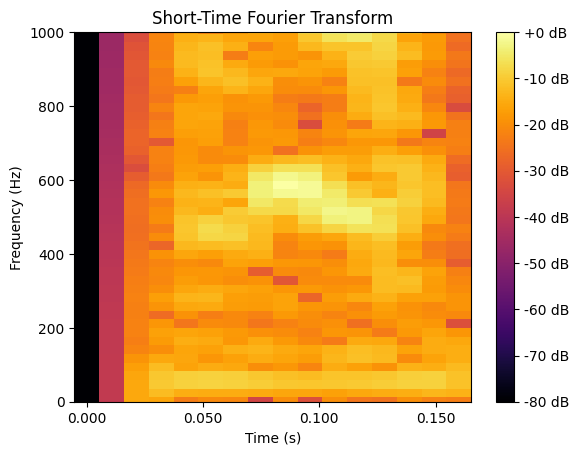 Short-Time Fourier Transform
1000
800
600
400
200
0
Frequency (Hz)
0.000
0.050
0.100
0.150
Time (s)
+0 dB
-10 dB
-20 dB
-30 dB
-40 dB
-50 dB
-60 dB
-70 dB
-80 dB